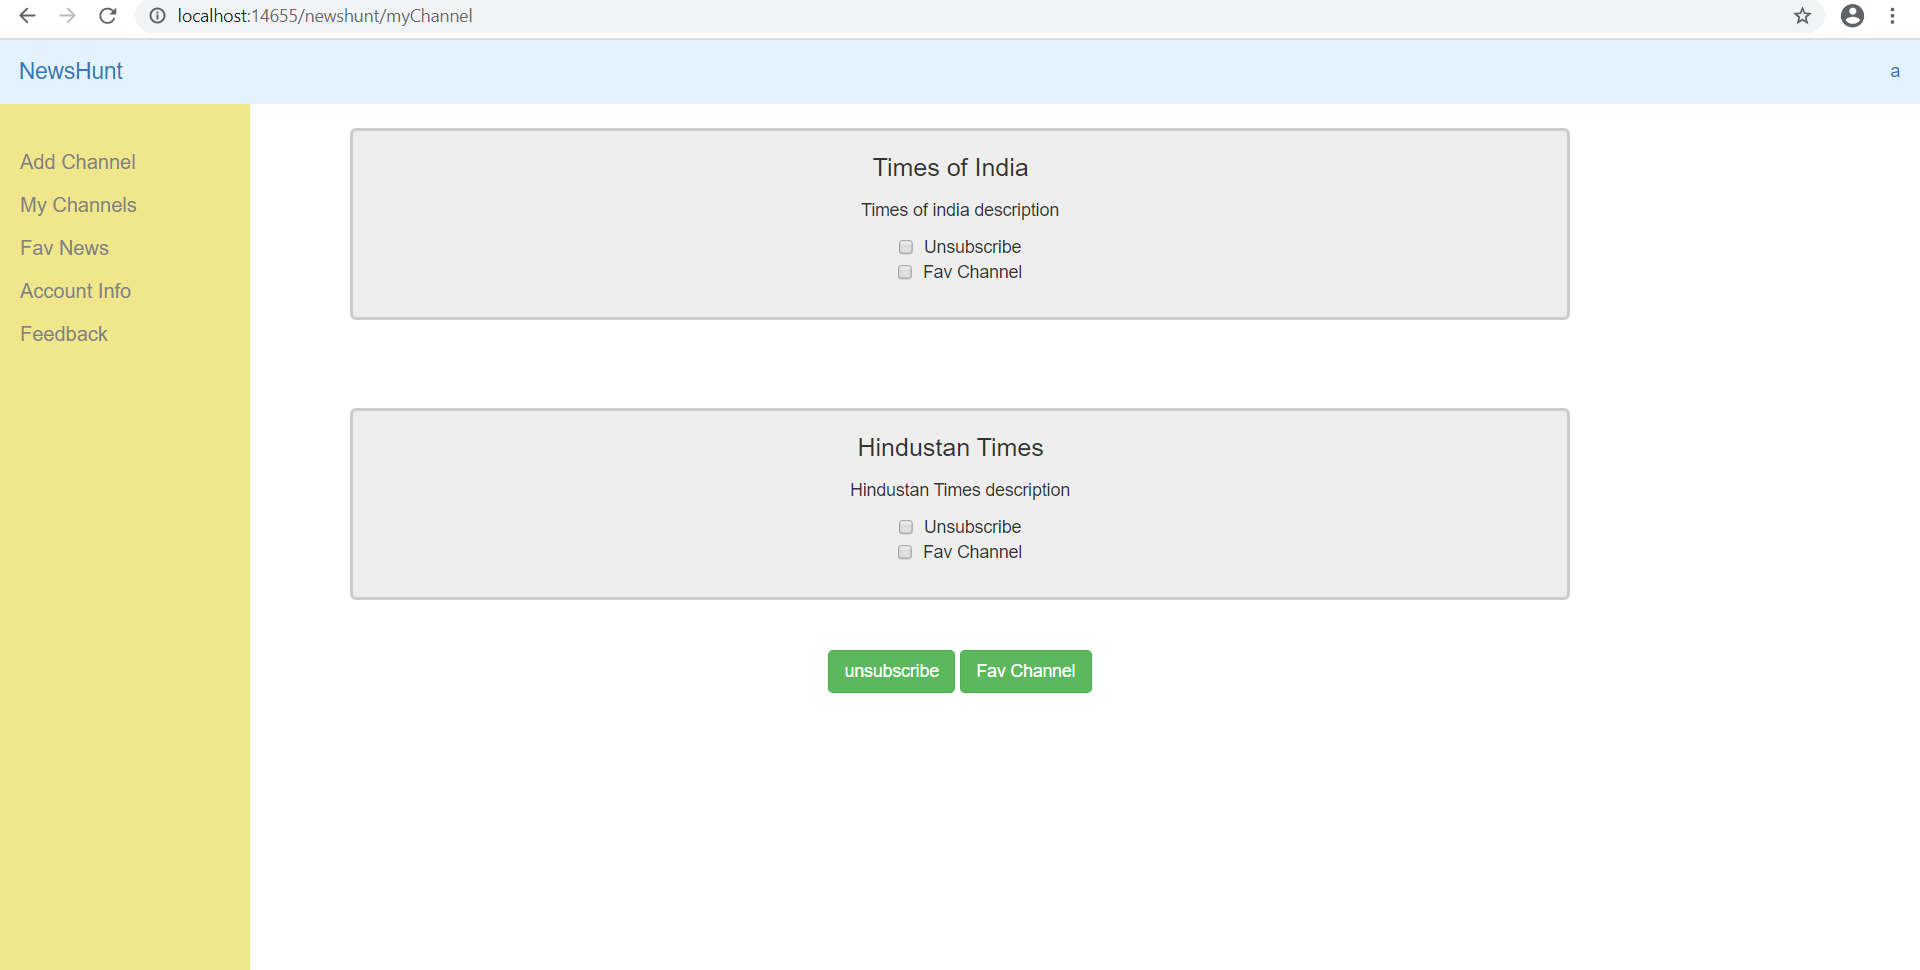 localhost:14655/newshunt/myChannel
NewsHunt
a
Add Channel
My Channels
Fav News
Account Info
Feedback
Times of India
Times of india description
Unsubscribe
Fav Channel
Hindustan Times
Hindustan Times description
Unsubscribe
Fav Channel
unsubscribe
Fav Channel